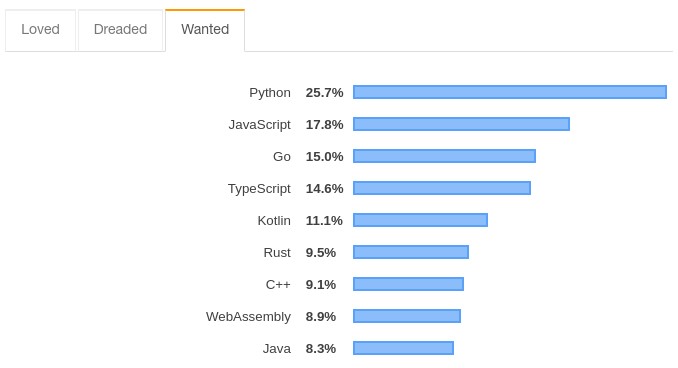 Loved Dreaded Wanted
Python 25.7%
JavaScript 17.8%
Go 15.0%
TypeScript 14.6%
Kotlin 11.1%
Rust 9.5%
C++ 9.1%
WebAssembly 8.9%
Java 8.3%